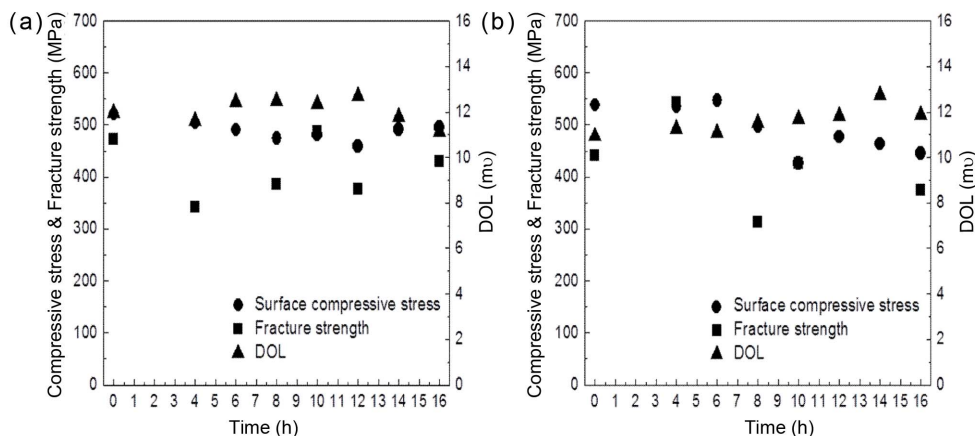 (a)
Compressive stress & Fracture strength (MPa)
700
600
500
400
300
200
100
0
Surface compressive stress
Fracture strength
DOL
0 1 2 3 4 5 6 7 8 9 10 11 12 13 14 15 16
Time (h)
16
14
12
10
8
6
4
2
0
DOL (mυ)
(b)
Compressive stress & Fracture strength (MPa)
700
600
500
400
300
200
100
0
Surface compressive stress
Fracture strength
DOL
0 1 2 3 4 5 6 7 8 9 10 11 12 13 14 15 16
Time (h)
16
14
12
10
8
6
4
2
0
DOL (mυ)